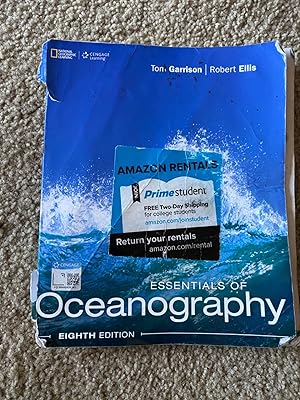 NATIONAL GEOGRAPHIC LEARNING
CENGAGE Learning
Tom Garrison | Robert Ellis
AMAZON RENTALS
Prime student
FREE Two-Day Shipping
for college students
amazon.com/joinstudent
Return your rentals
amazon.com/rental
CENGAGE
ESSENTIALS OF
Oceanography
EIGHTH EDITION